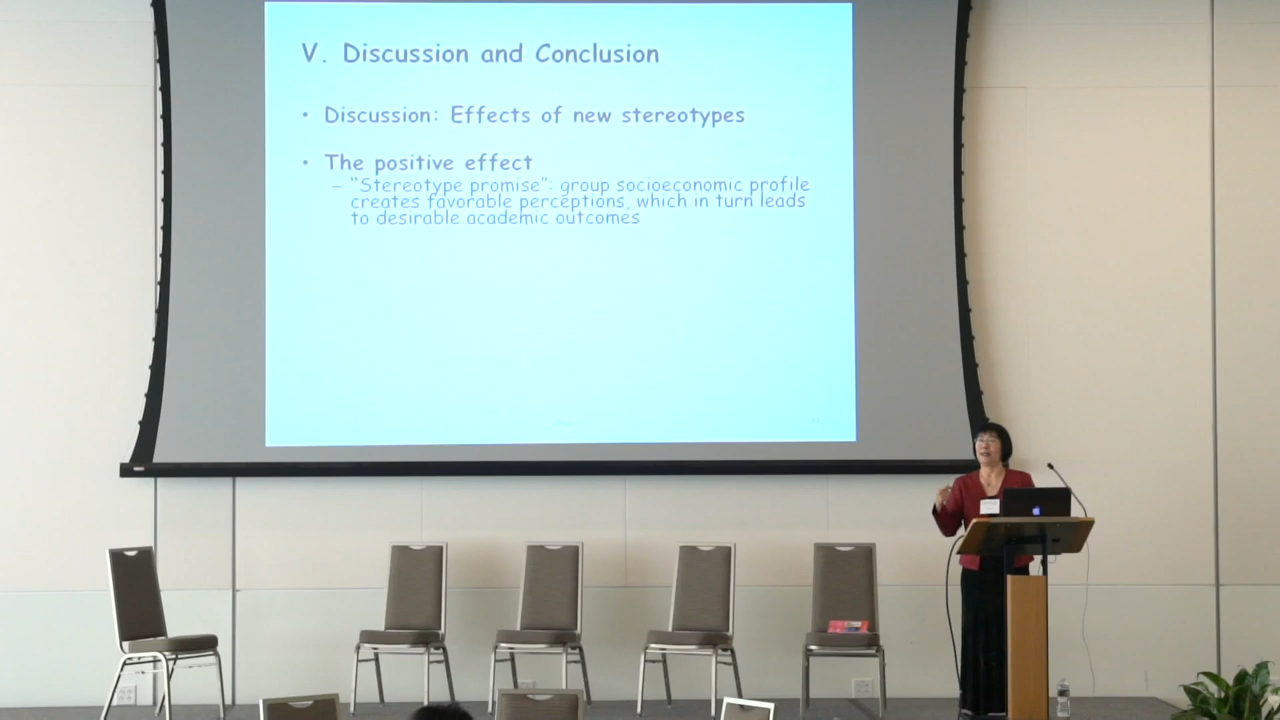 V. Discussion and Conclusion
• Discussion: Effects of new stereotypes
• The positive effect
– “Stereotype promise”: group socioeconomic profile
creates favorable perceptions, which in turn leads
to desirable academic outcomes